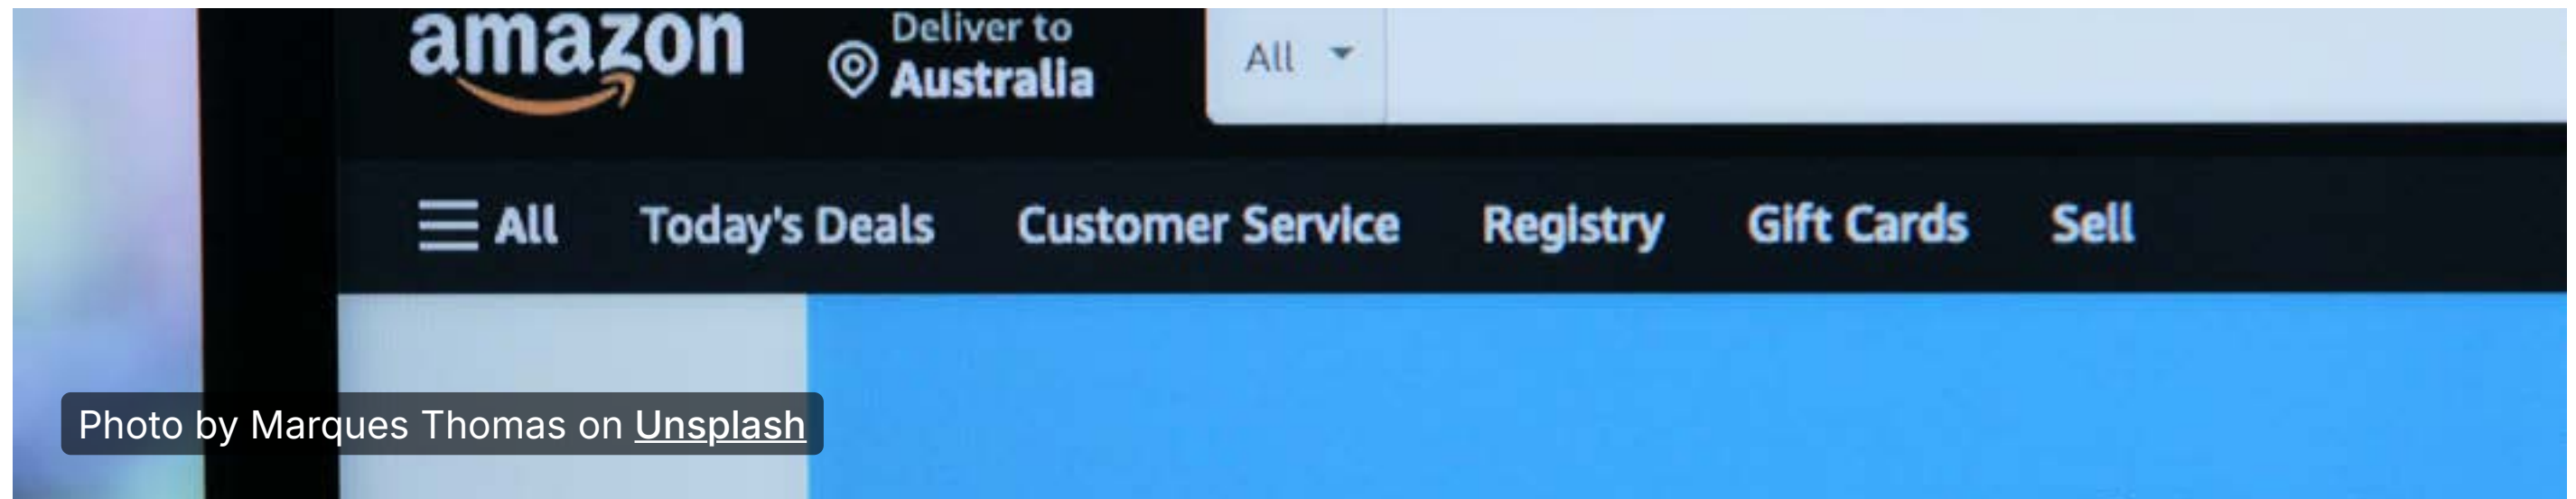 amazon
Deliver to
Australia
All
All Today's Deals Customer Service Registry Gift Cards Sell
Photo by Marques Thomas on Unsplash